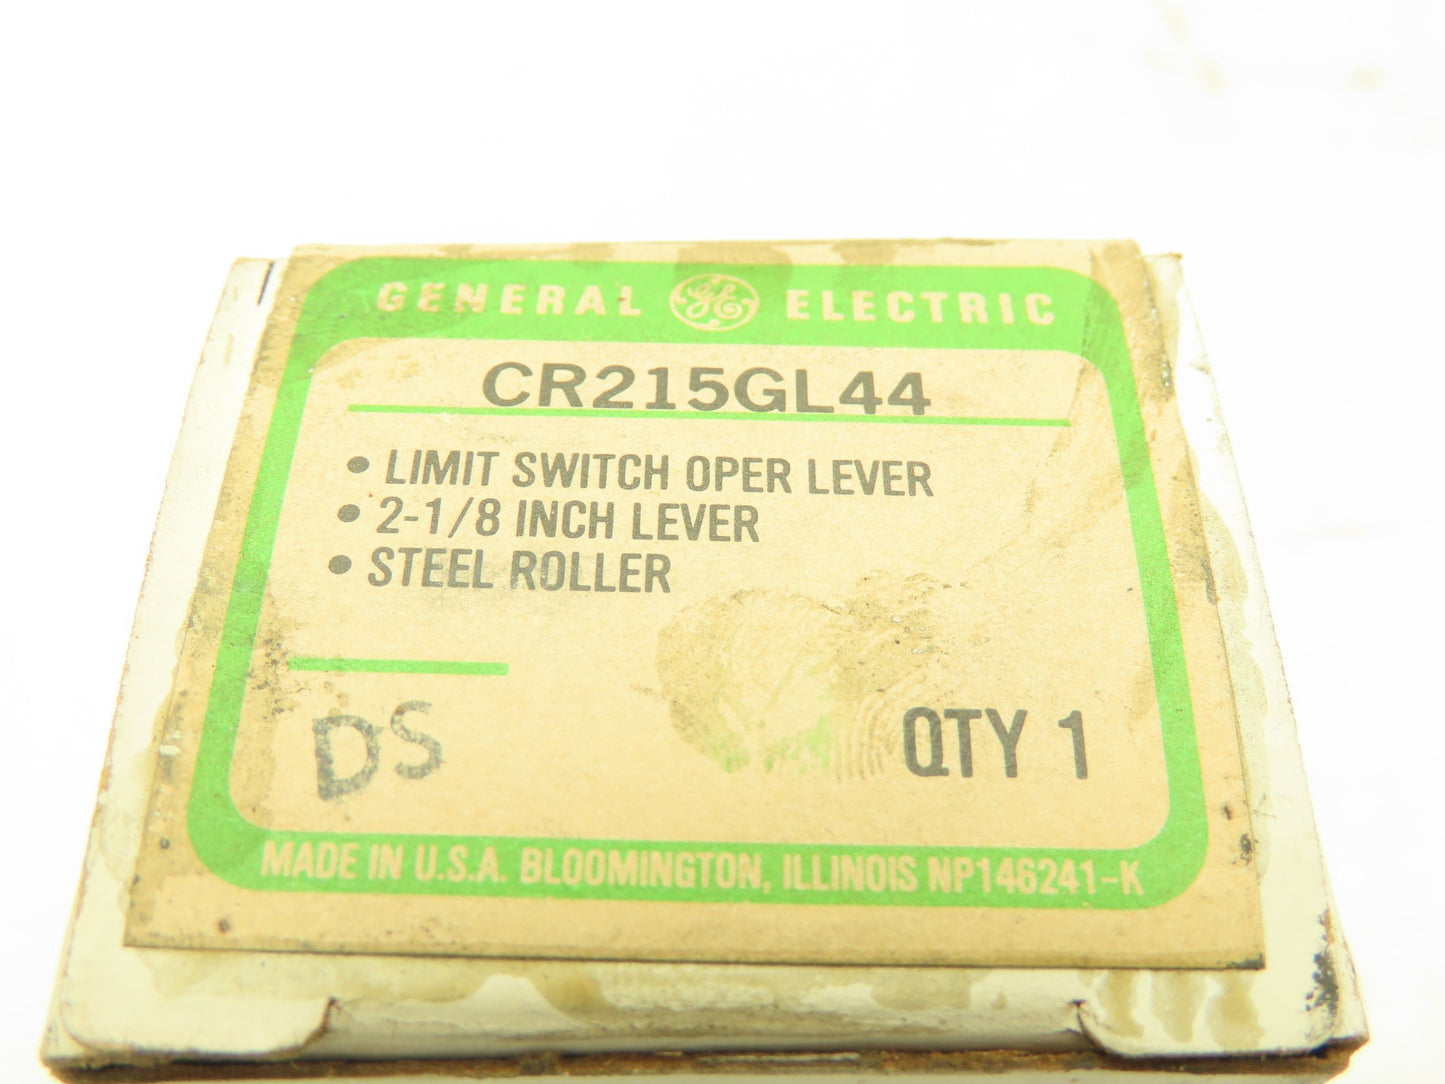 GENERAL GE ELECTRIC
CR215GL44
• LIMIT SWITCH OPER LEVER
• 2-1/8 INCH LEVER
• STEEL ROLLER
DS
QTY 1
MADE IN U.S.A. BLOOMINGTON, ILLINOIS NP146241-K